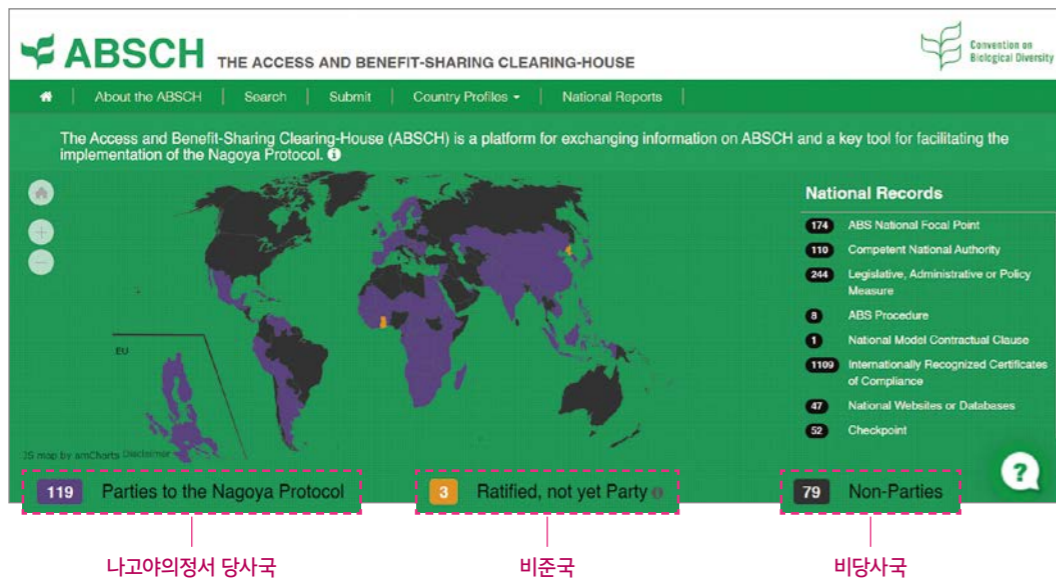 ABSCH THE ACCESS AND BENEFIT-SHARING CLEARING-HOUSE
Convention on
Biological Diversity
About the ABSCH
Search
Submit
Country Profiles
National Reports
The Access and Benefit-Sharing Clearing-House (ABSCH) is a platform for exchanging information on ABSCH and a key tool for facilitating the
implementation of the Nagoya Protocol.
EU
JS map by amCharts Disclaimer
National Records
174 ABS National Focal Point
110 Competent National Authority
244 Legislative, Administrative or Policy
Measure
8 ABS Procedure
1 National Model Contractual Clause
1109 Internationally Recognized Certificates
of Compliance
47 National Websites or Databases
52 Checkpoint
?
119 Parties to the Nagoya Protocol
3 Ratified, not yet Party
79 Non-Parties
나고야의정서 당사국
비준국
비당사국